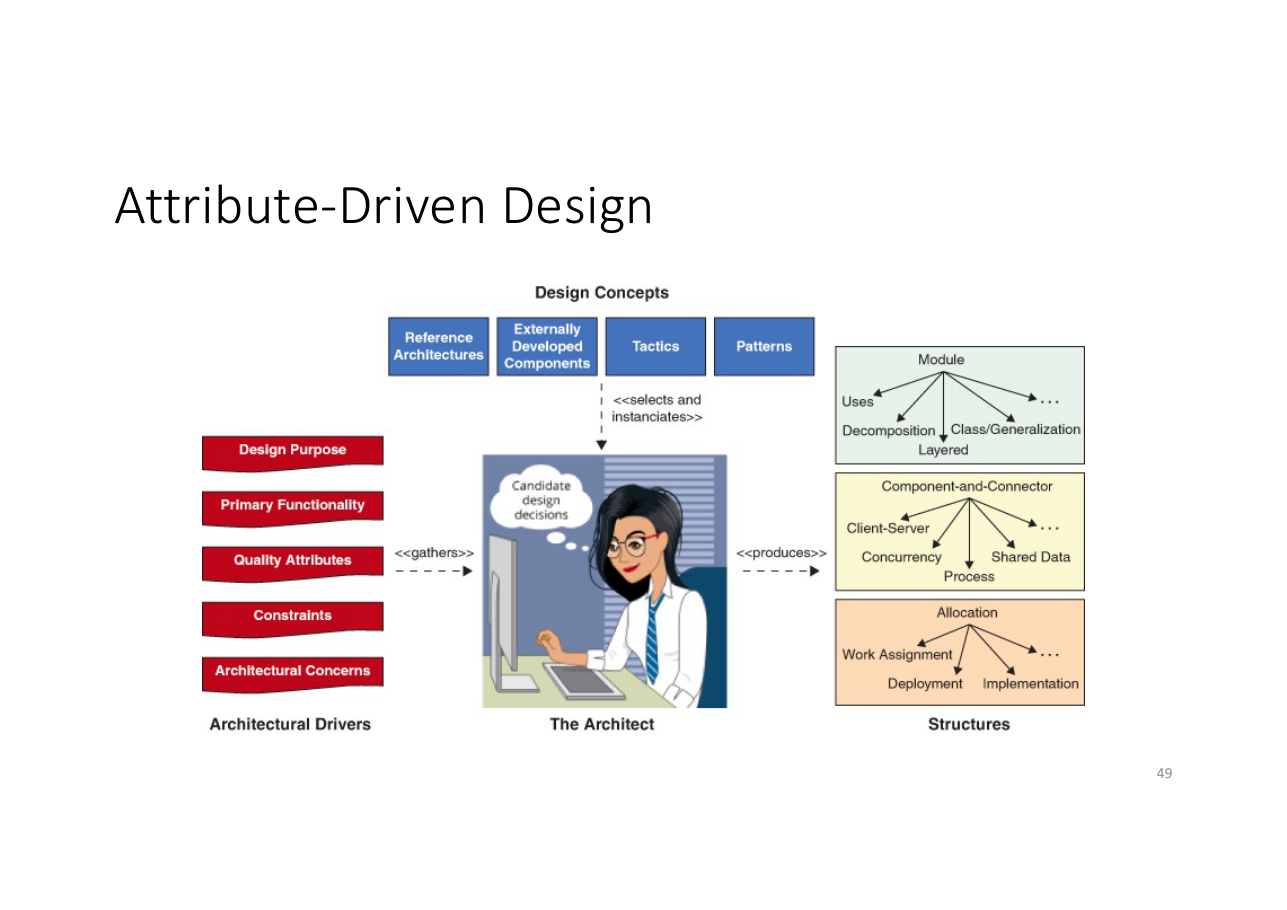 Attribute-Driven Design
Design Concepts
Reference
Architectures
Externally
Developed
Components
Tactics
Patterns
<<selects and
instanciates>>
Design Purpose
Primary Functionality
Quality Attributes
Constraints
Architectural Concerns
Architectural Drivers
<<gathers>>
Candidate
design
decisions
The Architect
<<produces>>
Module
Uses
...
Decomposition
Class/Generalization
Layered
Component-and-Connector
Client-Server
...
Concurrency
Shared Data
Process
Allocation
Work Assignment
...
Deployment
Implementation
Structures
49